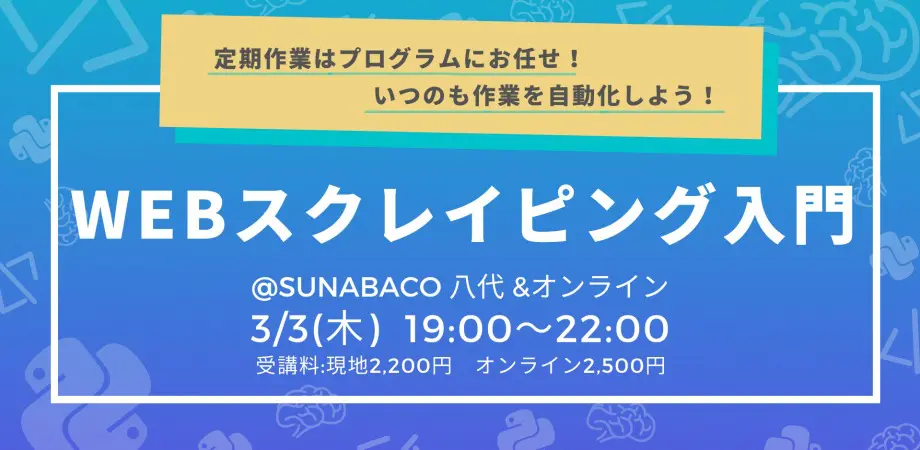 定期作業はプログラムにお任せ！
いつのも作業を自動化しよう！
WEBスクレイピング入門
@SUNABACO 八代 &オンライン
3/3(木) 19:00〜22:00
受講料:現地2,200円　オンライン2,500円